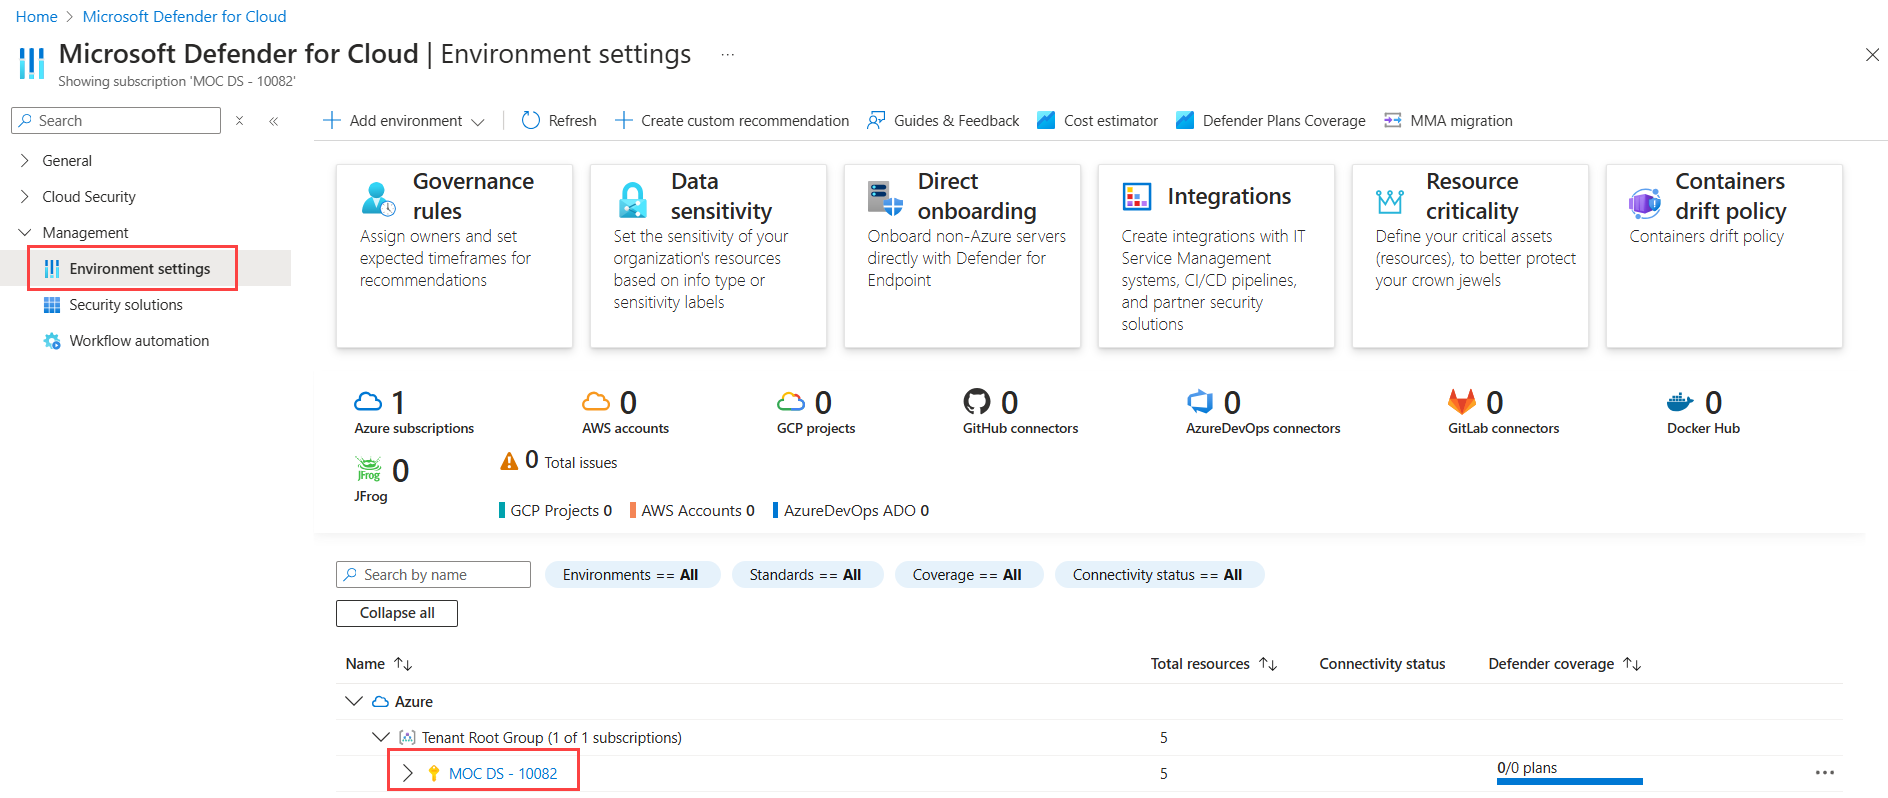 Home > Microsoft Defender for Cloud
Microsoft Defender for Cloud | Environment settings ...
Showing subscription 'MOC DS - 10082'
Search
General
Cloud Security
Management
Environment settings
Security solutions
Workflow automation
Add environment
Refresh
Create custom recommendation
Guides & Feedback
Cost estimator
Defender Plans Coverage
MMA migration
Governance
rules
Assign owners and set
expected timeframes for
recommendations
Data
sensitivity
Set the sensitivity of your
organization's resources
based on info type or
sensitivity labels
Direct
onboarding
Onboard non-Azure servers
directly with Defender for
Endpoint
Integrations
Create integrations with IT
Service Management
systems, CI/CD pipelines,
and partner security
solutions
Resource
criticality
Define your critical assets
(resources), to better protect
your crown jewels
Containers
drift policy
Containers drift policy
1
Azure subscriptions
0
AWS accounts
0
GCP projects
0
GitHub connectors
0
AzureDevOps connectors
0
GitLab connectors
0
Docker Hub
JFrog 0
JFrog
0 Total issues
GCP Projects 0
AWS Accounts 0
AzureDevOps ADO 0
Search by name
Environments == All
Standards == All
Coverage == All
Connectivity status == All
Collapse all
Name
Total resources
Connectivity status
Defender coverage
Azure
Tenant Root Group (1 of 1 subscriptions)
5
MOC DS - 10082
5
0/0 plans